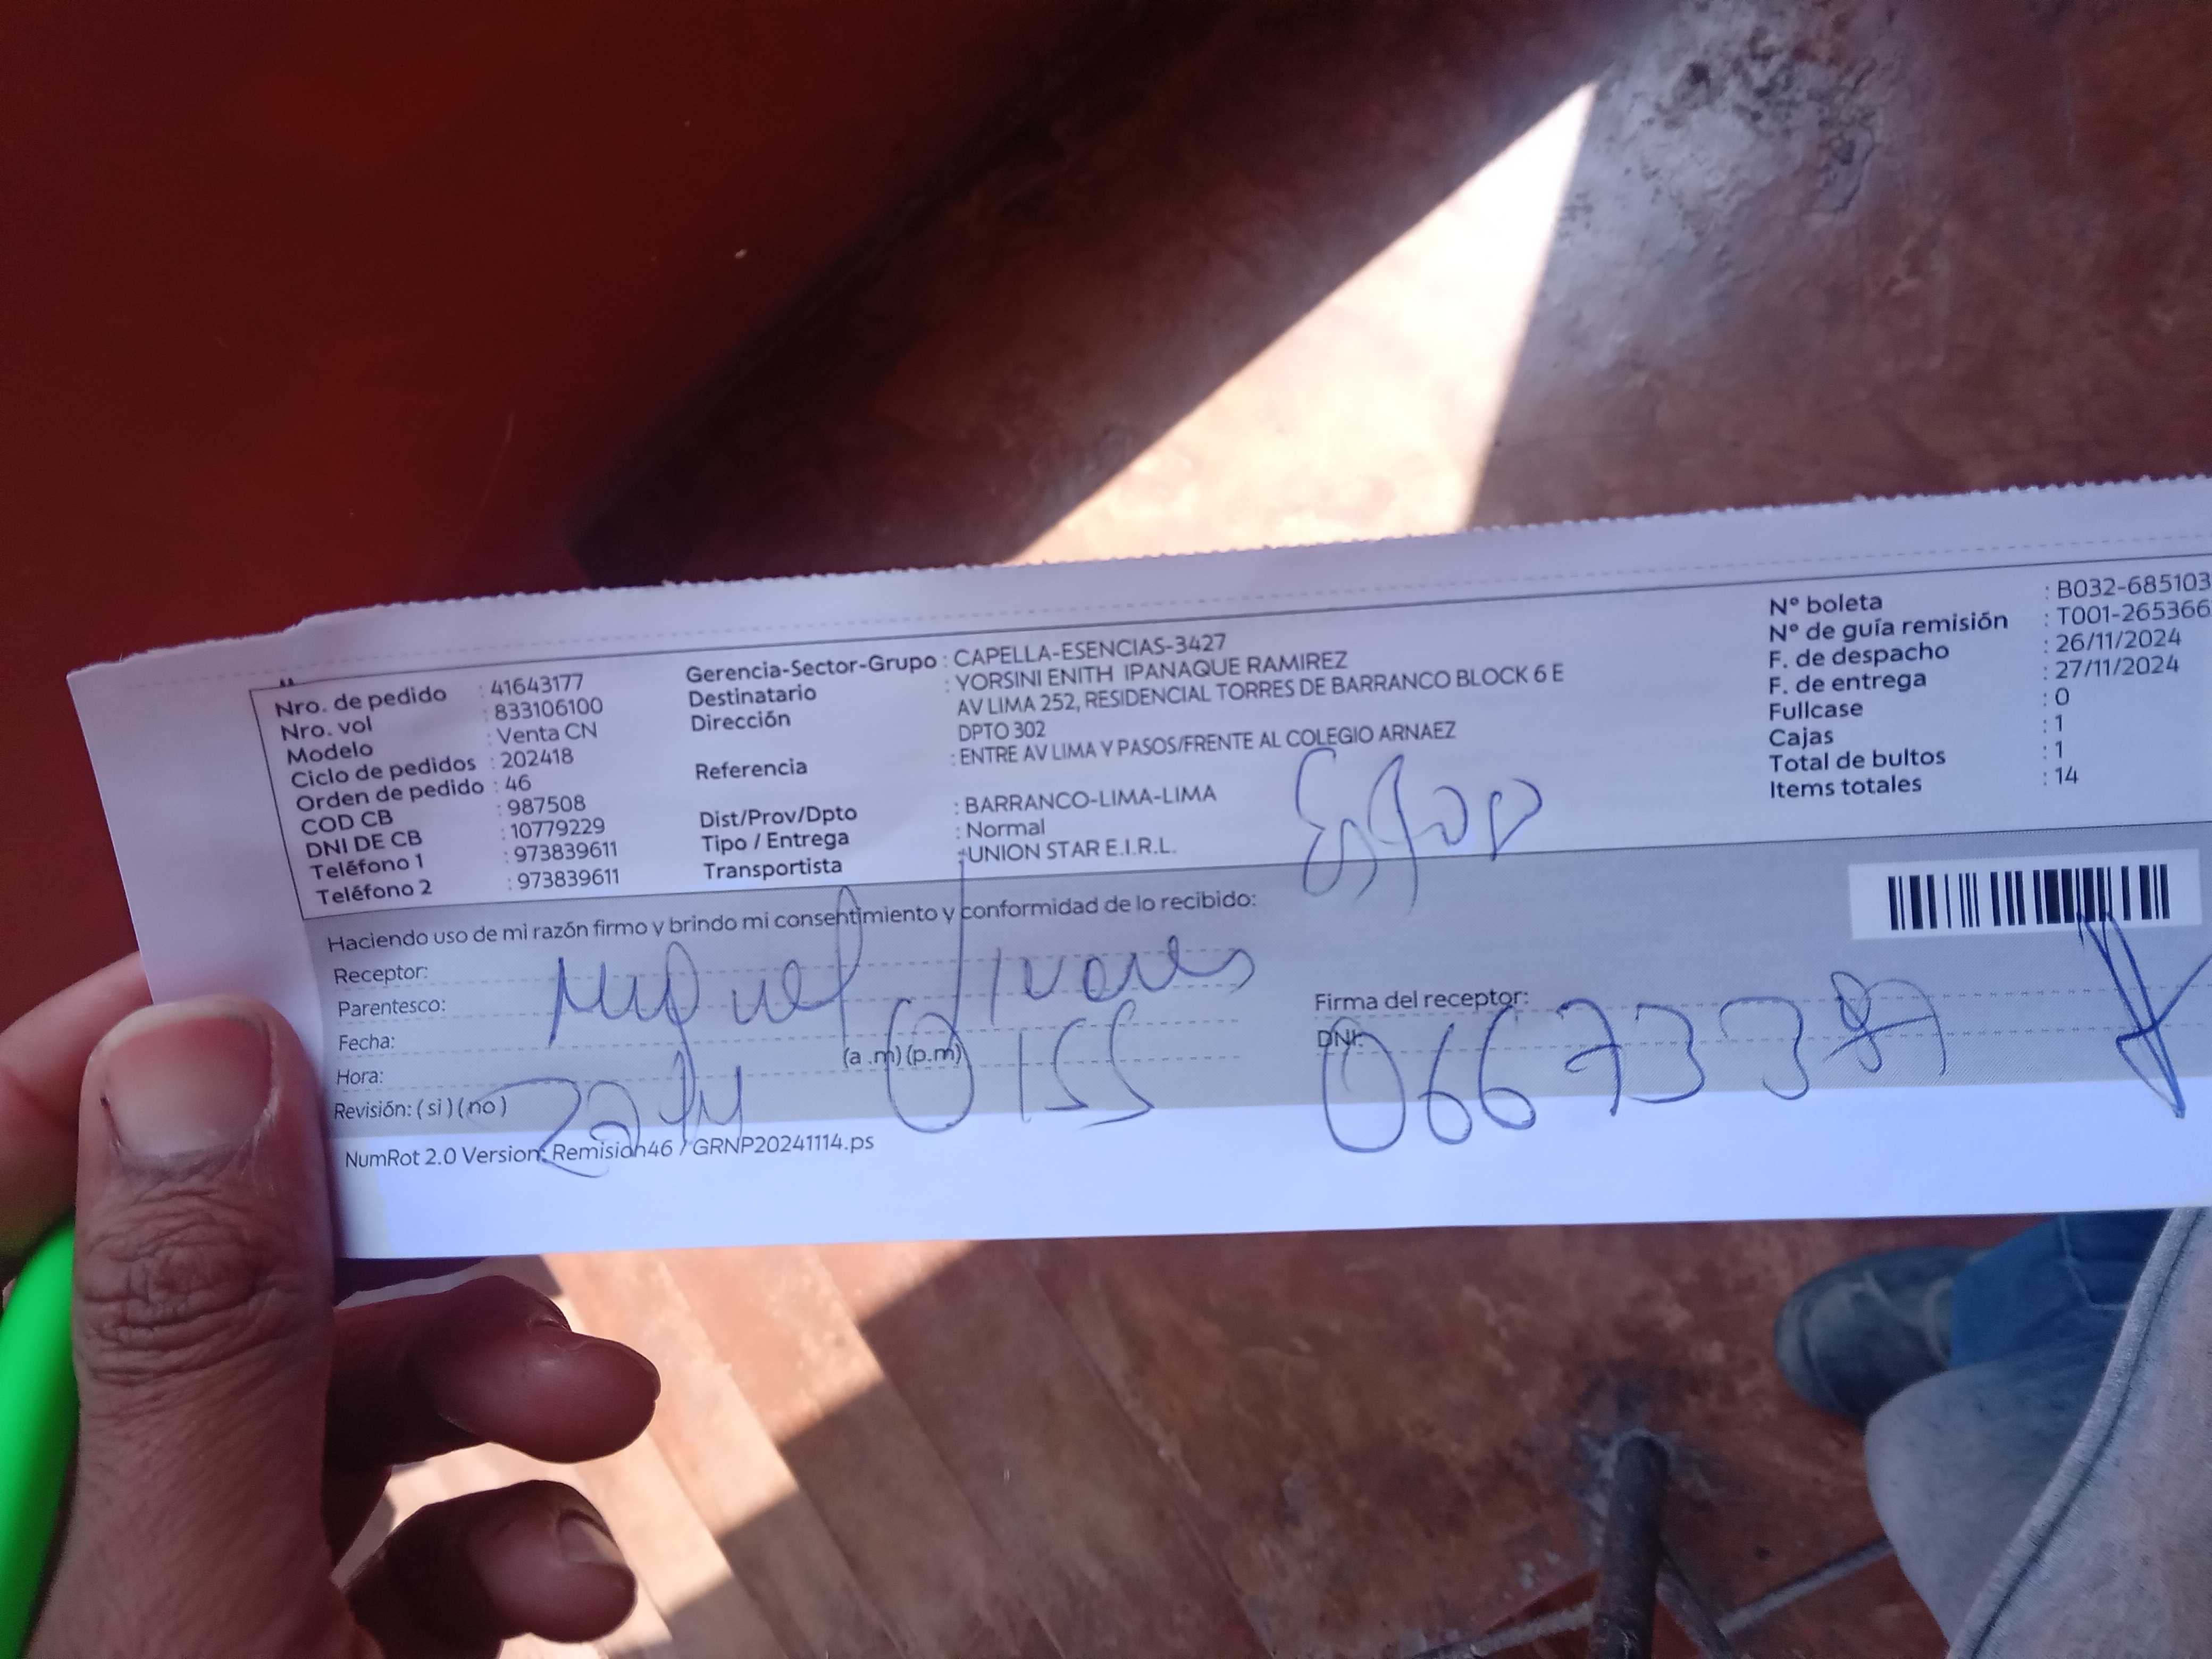 Nro. de pedido : 41643177
Nro. vol : 833106100
Modelo : Venta CN
Ciclo de pedidos : 202418
Orden de pedido : 46
COD CB : 987508
DNI DE CB : 10779229
Teléfono 1 : 973839611
Teléfono 2 : 973839611
Gerencia-Sector-Grupo : CAPELLA-ESENCIAS-3427
Destinatario : YORSINI ENITH IPANAQUE RAMIREZ
Dirección AV LIMA 252, RESIDENCIAL TORRES DE BARRANCO BLOCK 6 E
DPTO 302
Referencia : ENTRE AV LIMA Y PASOS/FRENTE AL COLEGIO ARNAEZ
Dist/Prov/Dpto : BARRANCO-LIMA-LIMA
Tipo / Entrega : Normal
Transportista : UNION STAR E.I.R.L.
Nº boleta : B032-685103
Nº de guía remisión : T001-265366
F. de despacho : 26/11/2024
F. de entrega : 27/11/2024
Fullcase : 0
Cajas : 1
Total de bultos : 1
Items totales : 14
Haciendo uso de mi razón firmo y brindo mi consentimiento y conformidad de lo recibido:
Receptor:
Parentesco: Miguel
Fecha:
Hora: (a .m) (p.m)
Revisión: ( si ) ( no )
0155
Firma del receptor:
DNI:
NumRot 2.0 Version: Remision46 / GRNP20241114.ps